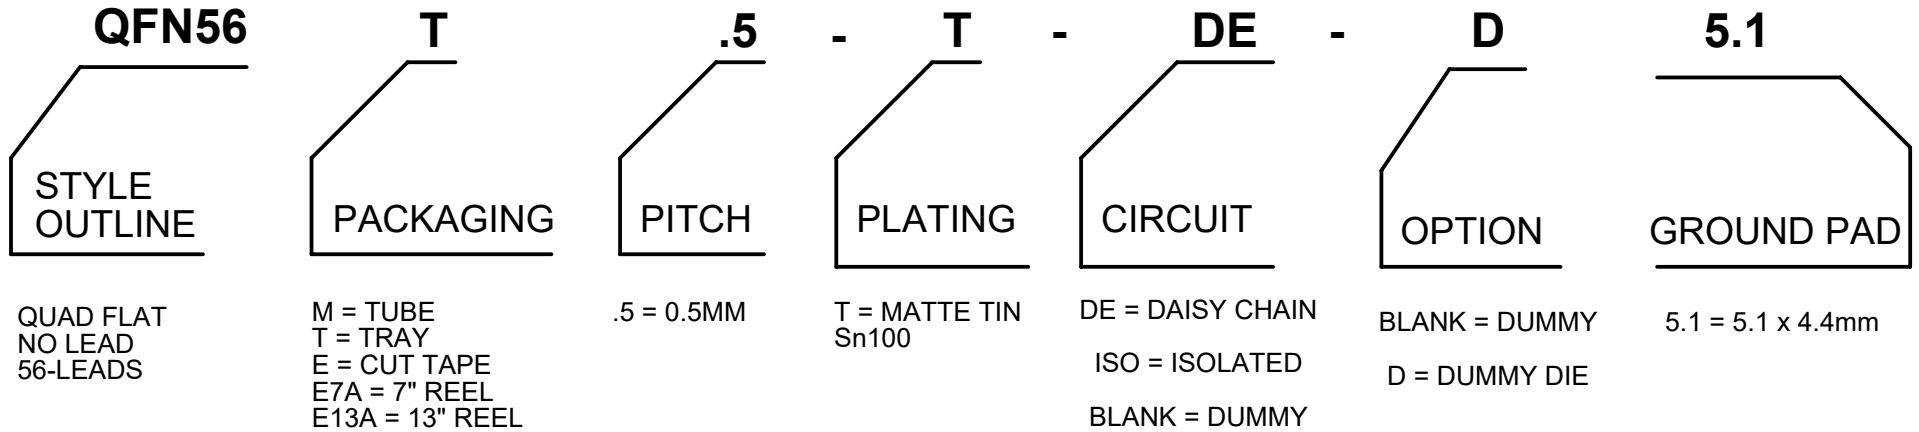 QFN56 T .5 - T - DE - D 5.1
STYLE
OUTLINE
PACKAGING
PITCH
PLATING
CIRCUIT
OPTION
GROUND PAD
QUAD FLAT
NO LEAD
56-LEADS
M = TUBE
T = TRAY
E = CUT TAPE
E7A = 7" REEL
E13A = 13" REEL
.5 = 0.5MM
T = MATTE TIN
Sn100
DE = DAISY CHAIN
ISO = ISOLATED
BLANK = DUMMY
BLANK = DUMMY
D = DUMMY DIE
5.1 = 5.1 x 4.4mm